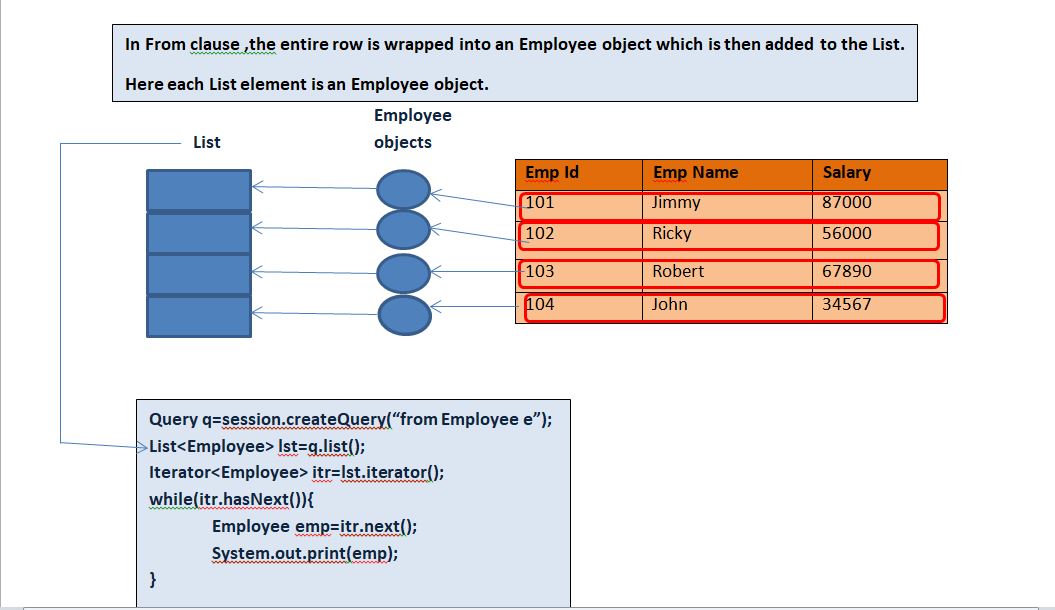 In From clause ,the entire row is wrapped into an Employee object which is then added to the List.
Here each List element is an Employee object.
Employee
objects
List
Emp Id Emp Name Salary
101 Jimmy 87000
102 Ricky 56000
103 Robert 67890
104 John 34567
Query q=session.createQuery(“from Employee e”);
List<Employee> lst=q.list();
Iterator<Employee> itr=lst.iterator();
while(itr.hasNext()){
Employee emp=itr.next();
System.out.print(emp);
}